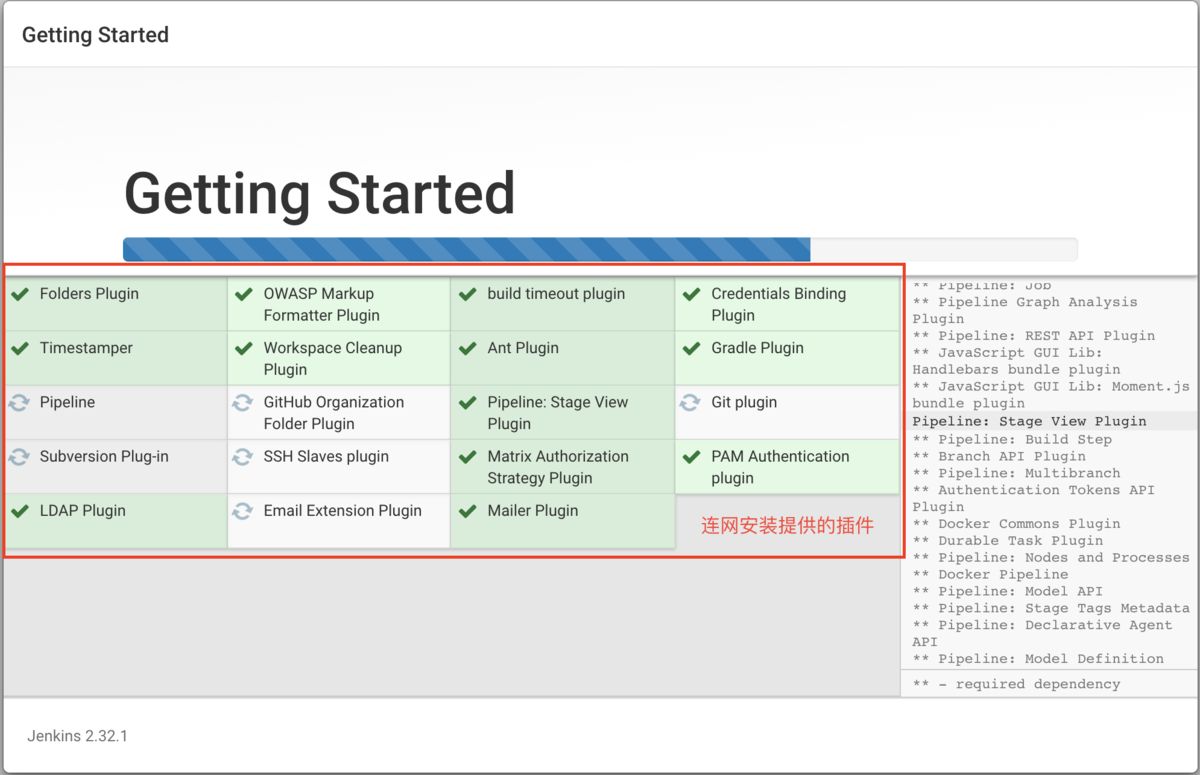 Getting Started
Getting Started
Folders Plugin
OWASP Markup
Formatter Plugin
build timeout plugin
Credentials Binding
Plugin
Timestamper
Workspace Cleanup
Plugin
Ant Plugin
Gradle Plugin
Pipeline
GitHub Organization
Folder Plugin
Pipeline: Stage View
Plugin
Git plugin
Subversion Plug-in
SSH Slaves plugin
Matrix Authorization
Strategy Plugin
PAM Authentication
plugin
LDAP Plugin
Email Extension Plugin
Mailer Plugin
连网安装提供的插件
** Pipeline: Job
** Pipeline Graph Analysis
Plugin
** Pipeline: REST API Plugin
** JavaScript GUI Lib:
Handlebars bundle plugin
** JavaScript GUI Lib: Moment.js
bundle plugin
Pipeline: Stage View Plugin
** Pipeline: Build Step
** Branch API Plugin
** Pipeline: Multibranch
** Authentication Tokens API
Plugin
** Docker Commons Plugin
** Durable Task Plugin
** Pipeline: Nodes and Processes
** Docker Pipeline
** Pipeline: Model API
** Pipeline: Stage Tags Metadata
** Pipeline: Declarative Agent
API
** Pipeline: Model Definition
** - required dependency
Jenkins 2.32.1